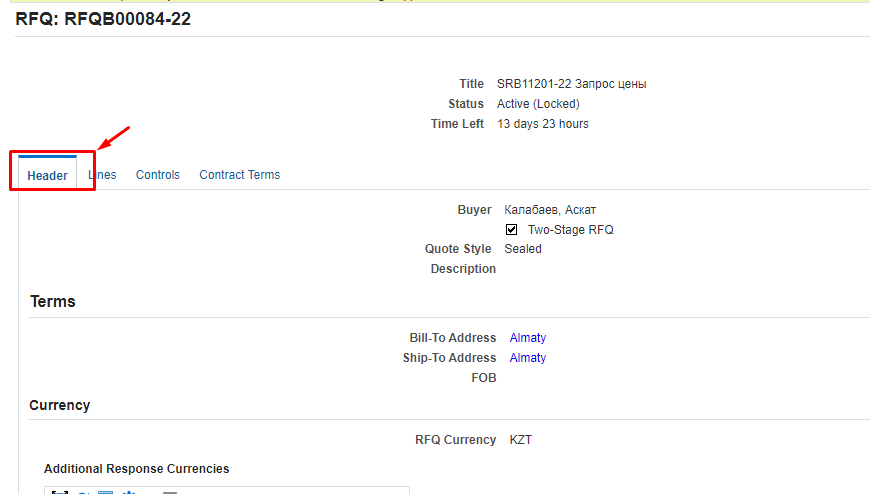 RFQ: RFQB00084-22
Title SRB11201-22 Запрос цены
Status Active (Locked)
Time Left 13 days 23 hours
Header Lines Controls Contract Terms
Buyer Калабаев, Аскат
Two-Stage RFQ
Quote Style Sealed
Description
Terms
Bill-To Address Almaty
Ship-To Address Almaty
FOB
Currency
RFQ Currency KZT
Additional Response Currencies